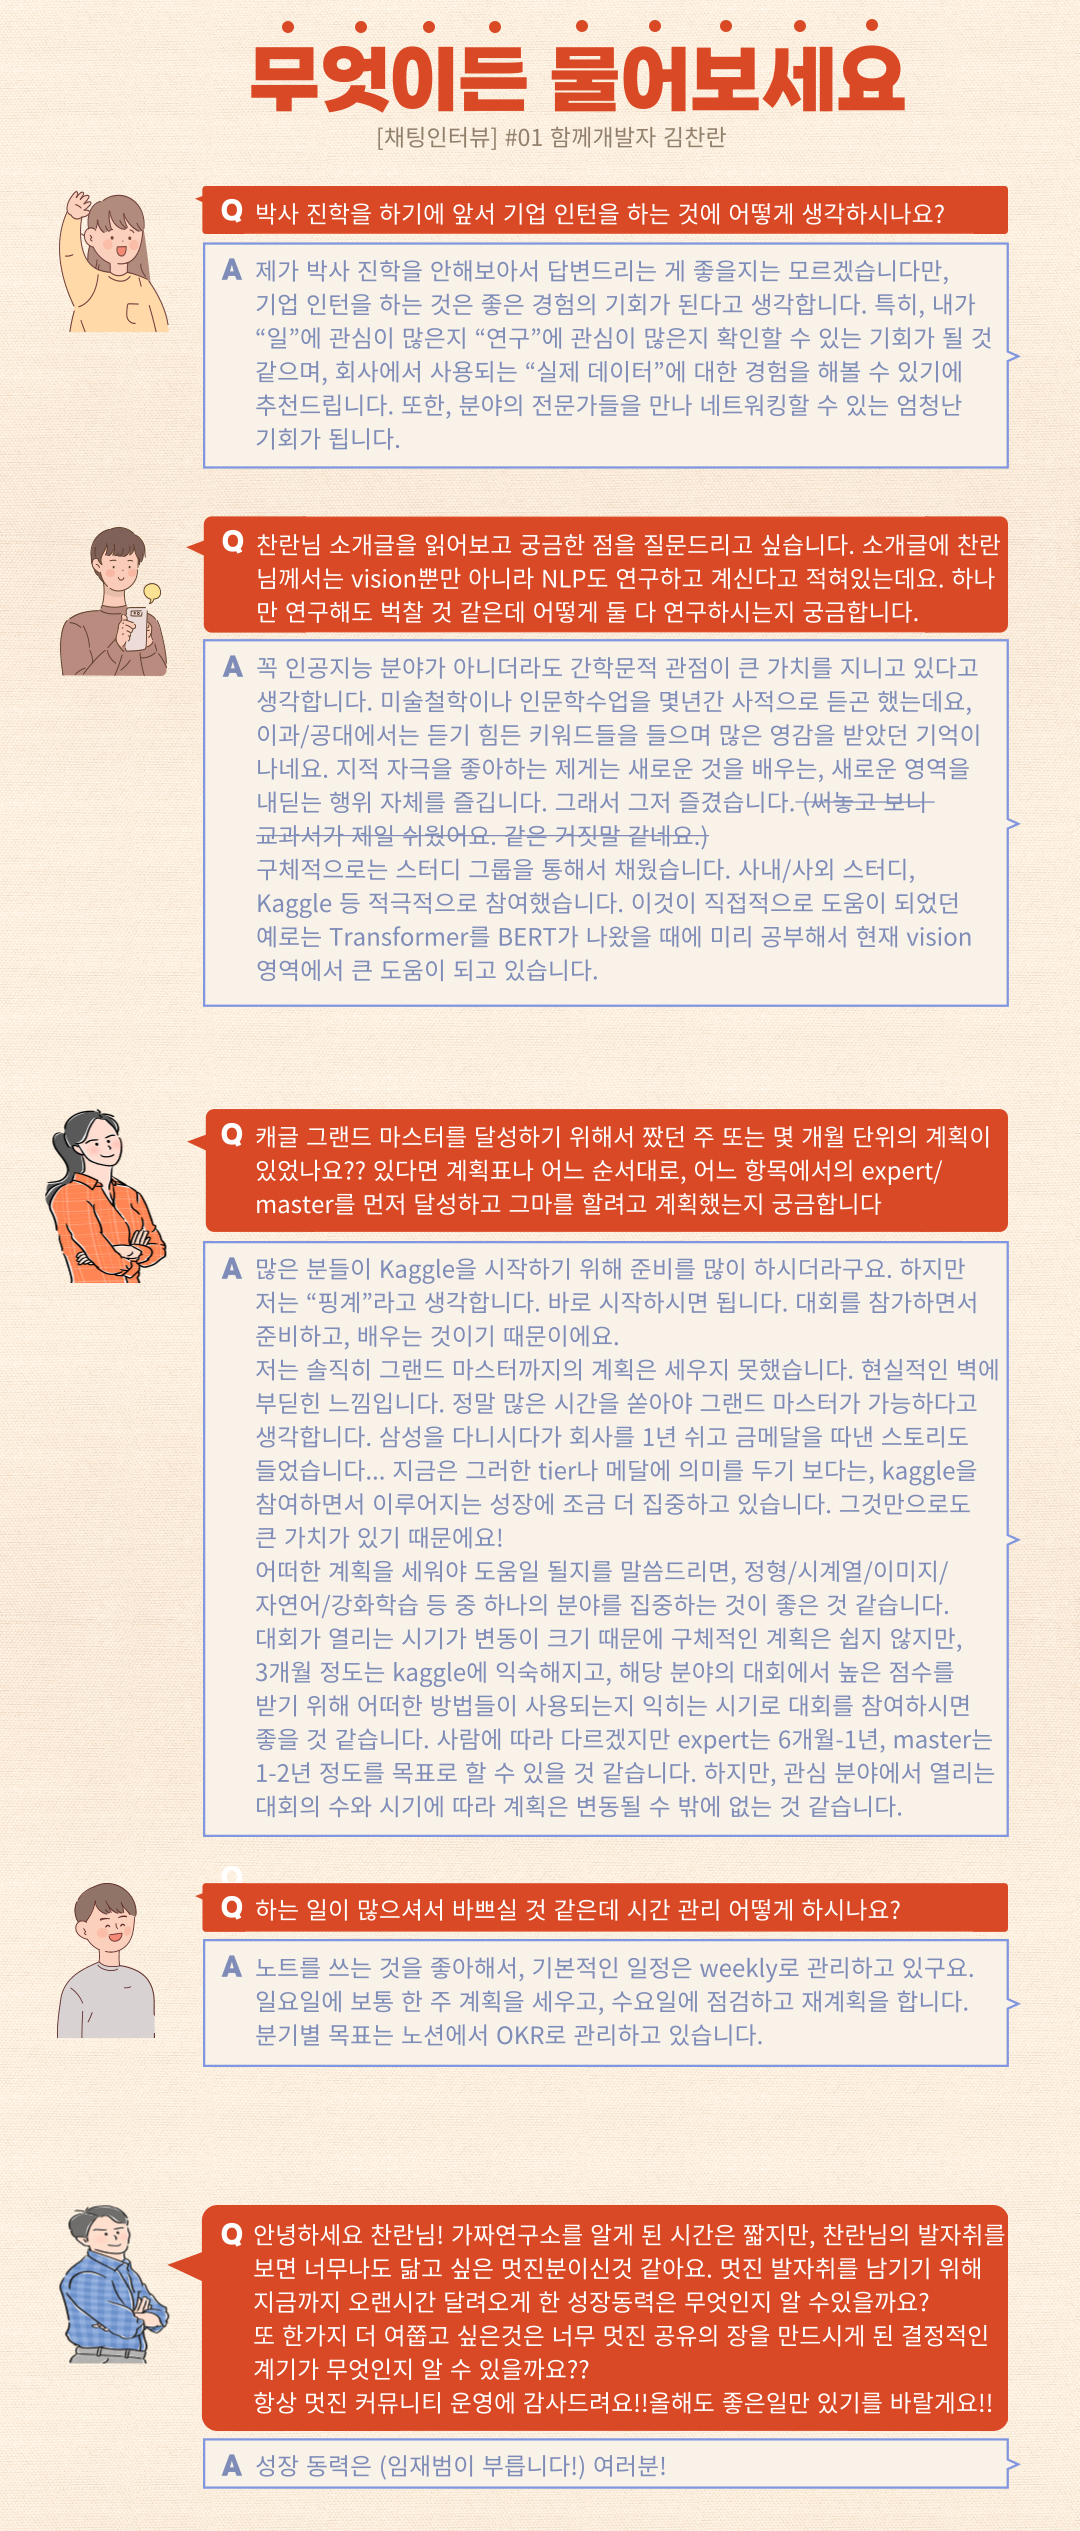 무엇이든 물어보세요
[채팅인터뷰] #01 함께개발자 김찬란
Q 박사 진학을 하기에 앞서 기업 인턴을 하는 것에 어떻게 생각하시나요?
A 제가 박사 진학을 안해보아서 답변드리는 게 좋을지는 모르겠습니다만,
기업 인턴을 하는 것은 좋은 경험의 기회가 된다고 생각합니다. 특히, 내가
“일”에 관심이 많은지 “연구”에 관심이 많은지 확인할 수 있는 기회가 될 것
같으며, 회사에서 사용되는 “실제 데이터”에 대한 경험을 해볼 수 있기에
추천드립니다. 또한, 분야의 전문가들을 만나 네트워킹할 수 있는 엄청난
기회가 됩니다.
Q 찬란님 소개글을 읽어보고 궁금한 점을 질문드리고 싶습니다. 소개글에 찬란
님께서는 vision뿐만 아니라 NLP도 연구하고 계신다고 적혀있는데요. 하나
만 연구해도 벅찰 것 같은데 어떻게 둘 다 연구하시는지 궁금합니다.
A 꼭 인공지능 분야가 아니더라도 간학문적 관점이 큰 가치를 지니고 있다고
생각합니다. 미술철학이나 인문학수업을 몇년간 사적으로 듣곤 했는데요,
이과/공대에서는 듣기 힘든 키워드들을 들으며 많은 영감을 받았던 기억이
나네요. 지적 자극을 좋아하는 제게는 새로운 것을 배우는, 새로운 영역을
내딛는 행위 자체를 즐깁니다. 그래서 그저 즐겼습니다. (써놓고 보니
교과서가 제일 쉬웠어요. 같은 거짓말 같네요.)
구체적으로는 스터디 그룹을 통해서 채웠습니다. 사내/사외 스터디,
Kaggle 등 적극적으로 참여했습니다. 이것이 직접적으로 도움이 되었던
예로는 Transformer를 BERT가 나왔을 때에 미리 공부해서 현재 vision
영역에서 큰 도움이 되고 있습니다.
Q 캐글 그랜드 마스터를 달성하기 위해서 짰던 주 또는 몇 개월 단위의 계획이
있었나요?? 있다면 계획표나 어느 순서대로, 어느 항목에서의 expert/
master를 먼저 달성하고 그마를 할려고 계획했는지 궁금합니다
A 많은 분들이 Kaggle을 시작하기 위해 준비를 많이 하시더라구요. 하지만
저는 “핑계”라고 생각합니다. 바로 시작하시면 됩니다. 대회를 참가하면서
준비하고, 배우는 것이기 때문이에요.
저는 솔직히 그랜드 마스터까지의 계획은 세우지 못했습니다. 현실적인 벽에
부딛힌 느낌입니다. 정말 많은 시간을 쏟아야 그랜드 마스터가 가능하다고
생각합니다. 삼성을 다니시다가 회사를 1년 쉬고 금메달을 따낸 스토리도
들었습니다... 지금은 그러한 tier나 메달에 의미를 두기 보다는, kaggle을
참여하면서 이루어지는 성장에 조금 더 집중하고 있습니다. 그것만으로도
큰 가치가 있기 때문에요!
어떠한 계획을 세워야 도움일 될지를 말씀드리면, 정형/시계열/이미지/
자연어/강화학습 등 중 하나의 분야를 집중하는 것이 좋은 것 같습니다.
대회가 열리는 시기가 변동이 크기 때문에 구체적인 계획은 쉽지 않지만,
3개월 정도는 kaggle에 익숙해지고, 해당 분야의 대회에서 높은 점수를
받기 위해 어떠한 방법들이 사용되는지 익히는 시기로 대회를 참여하시면
좋을 것 같습니다. 사람에 따라 다르겠지만 expert는 6개월-1년, master는
1-2년 정도를 목표로 할 수 있을 것 같습니다. 하지만, 관심 분야에서 열리는
대회의 수와 시기에 따라 계획은 변동될 수 밖에 없는 것 같습니다.
Q
Q 하는 일이 많으셔서 바쁘실 것 같은데 시간 관리 어떻게 하시나요?
A 노트를 쓰는 것을 좋아해서, 기본적인 일정은 weekly로 관리하고 있구요.
일요일에 보통 한 주 계획을 세우고, 수요일에 점검하고 재계획을 합니다.
분기별 목표는 노션에서 OKR로 관리하고 있습니다.
Q 안녕하세요 찬란님! 가짜연구소를 알게 된 시간은 짧지만, 찬란님의 발자취를
보면 너무나도 닮고 싶은 멋진분이신것 같아요. 멋진 발자취를 남기기 위해
지금까지 오랜시간 달려오게 한 성장동력은 무엇인지 알 수있을까요?
또 한가지 더 여쭙고 싶은것은 너무 멋진 공유의 장을 만드시게 된 결정적인
계기가 무엇인지 알 수 있을까요??
항상 멋진 커뮤니티 운영에 감사드려요!!올해도 좋은일만 있기를 바랄게요!!
A 성장 동력은 (임재범이 부릅니다!) 여러분!